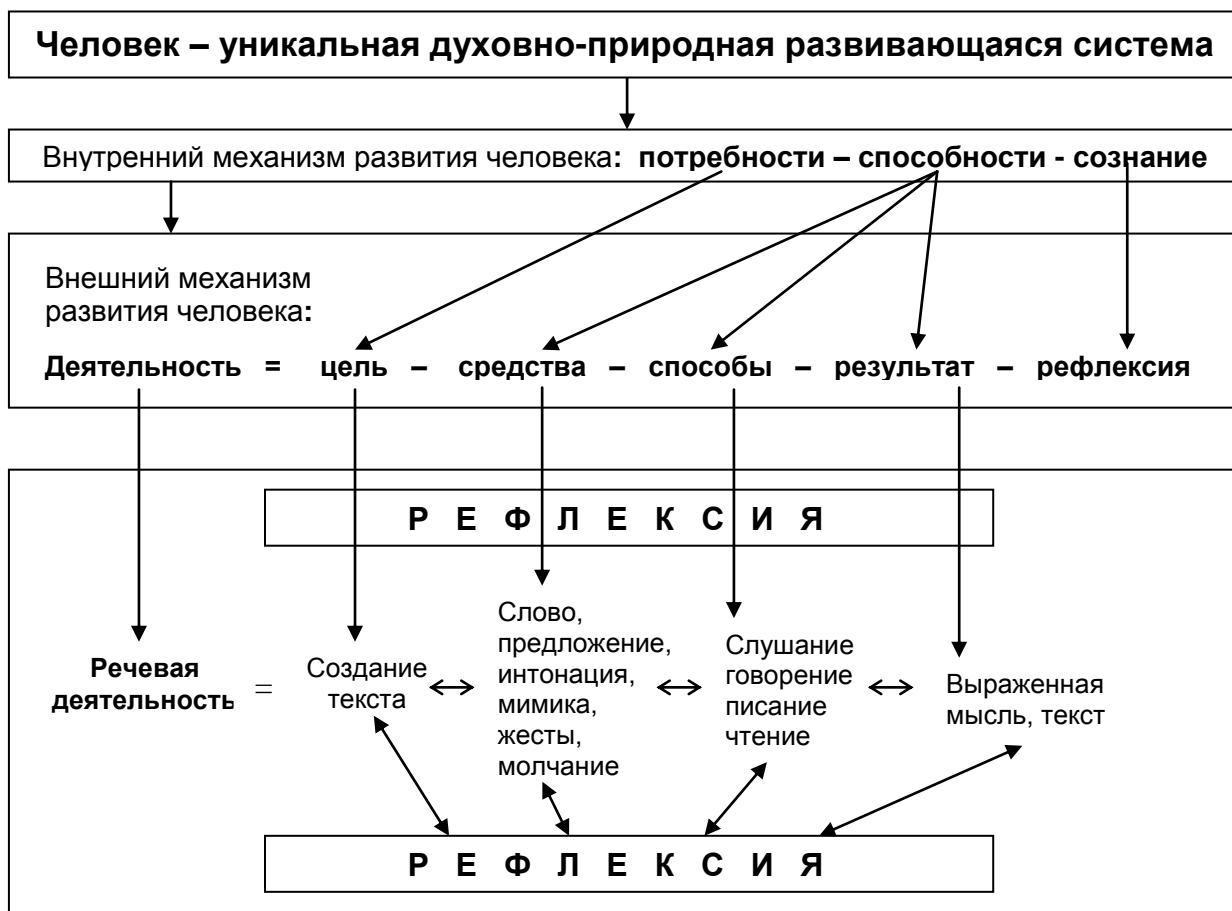 Человек – уникальная духовно-природная развивающаяся система
Внутренний механизм развития человека: потребности – способности - сознание
Внешний механизм
развития человека:
Деятельность = цель – средства – способы – результат – рефлексия
Р Е Ф Л Е К С И Я
Речевая
деятельность =
Создание
текста
Слово,
предложение,
интонация,
мимика,
жесты,
молчание
Слушание
говорение
писание
чтение
Выраженная
мысль, текст
Р Е Ф Л Е К С И Я